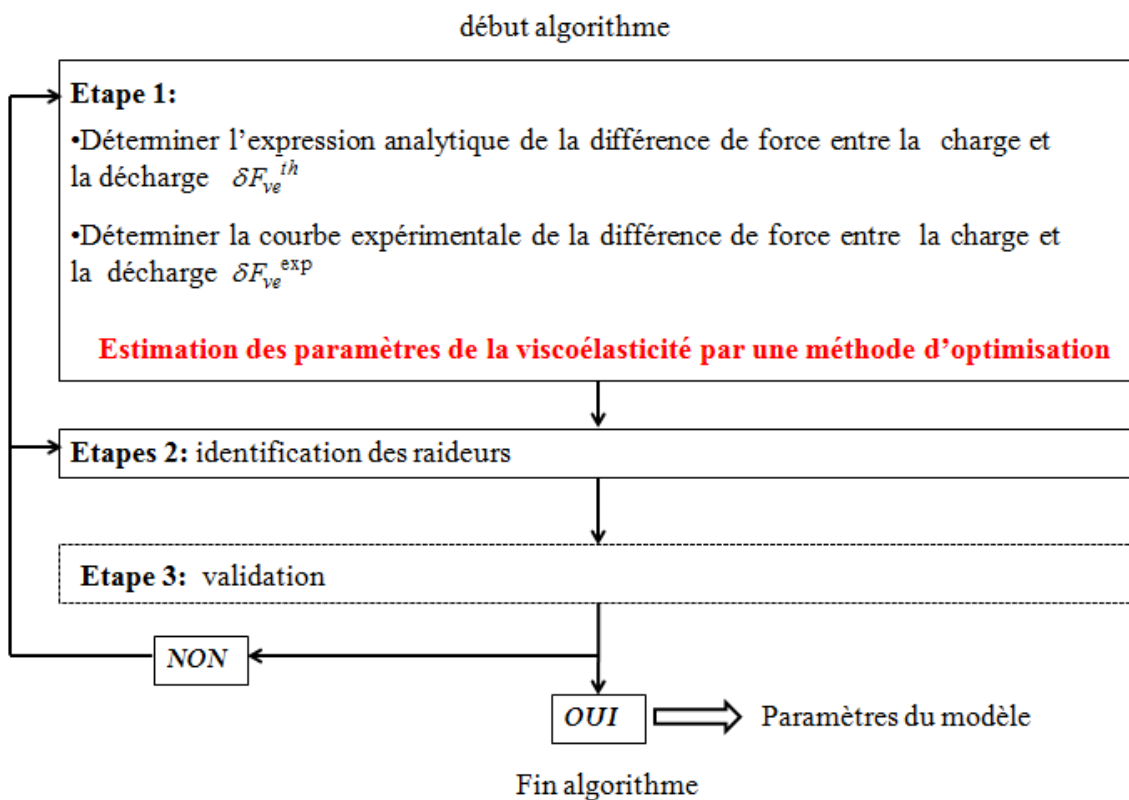 début algorithme
Etape 1:
•Déterminer l’expression analytique de la différence de force entre la charge et
la décharge δF_ve^th
•Déterminer la courbe expérimentale de la différence de force entre la charge et
la décharge δF_ve^exp
Estimation des paramètres de la viscoélasticité par une méthode d’optimisation
Etapes 2: identification des raideurs
Etape 3: validation
NON
OUI
Paramètres du modèle
Fin algorithme